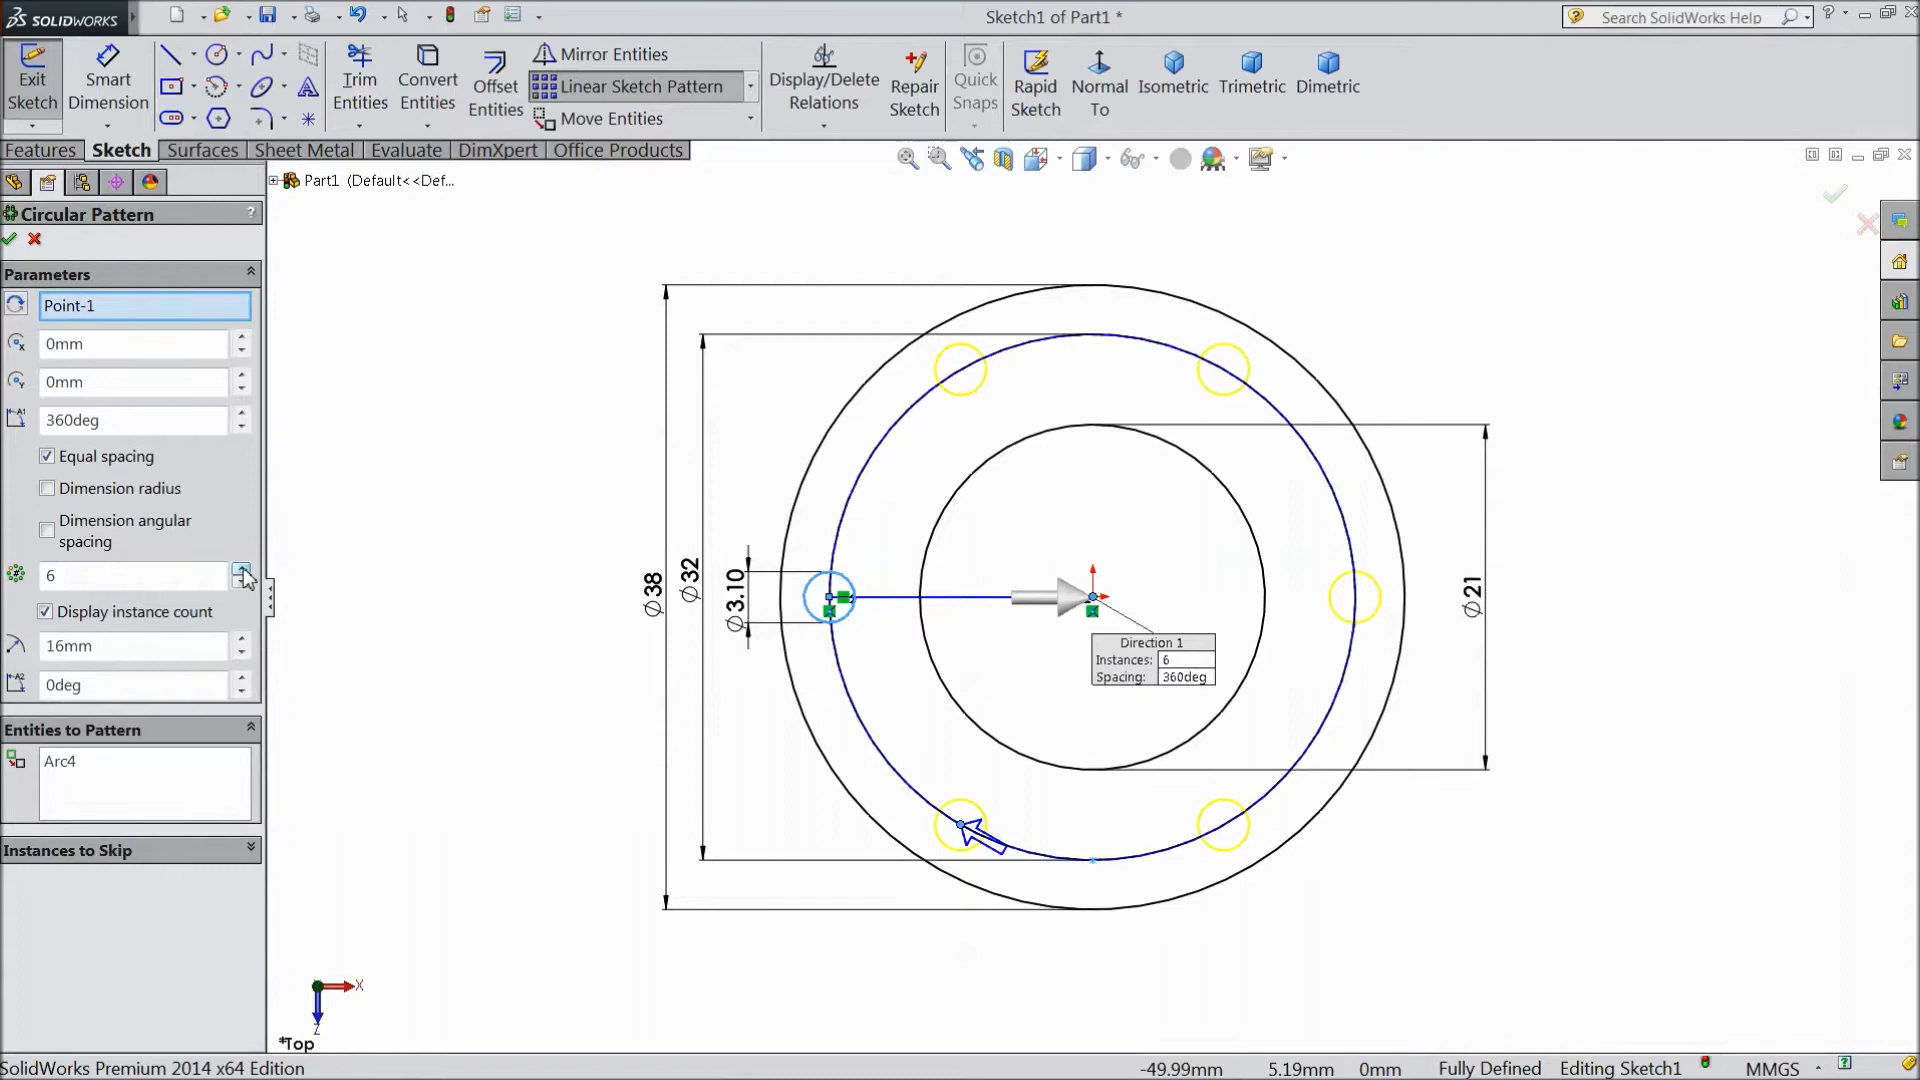 SOLIDWORKS
Sketch1 of Part1 *
Search SolidWorks Help
Exit Sketch
Smart Dimension
Trim Entities
Convert Entities
Offset Entities
Mirror Entities
Linear Sketch Pattern
Move Entities
Display/Delete Relations
Repair Sketch
Quick Snaps
Rapid Sketch
Normal To
Isometric
Trimetric
Dimetric
Features
Sketch
Surfaces
Sheet Metal
Evaluate
DimXpert
Office Products
Part1 (Default<<Def...
Circular Pattern
?
Parameters
Point-1
0mm
0mm
360deg
Equal spacing
Dimension radius
Dimension angular
spacing
6
Display instance count
16mm
0deg
Entities to Pattern
Arc4
Instances to Skip
∅38
∅32
∅3.10
∅21
Direction 1
Instances: 6
Spacing: 360deg
X
Z
*Top
SolidWorks Premium 2014 x64 Edition
-49.99mm
5.19mm
0mm
Fully Defined
Editing Sketch1
MMGS